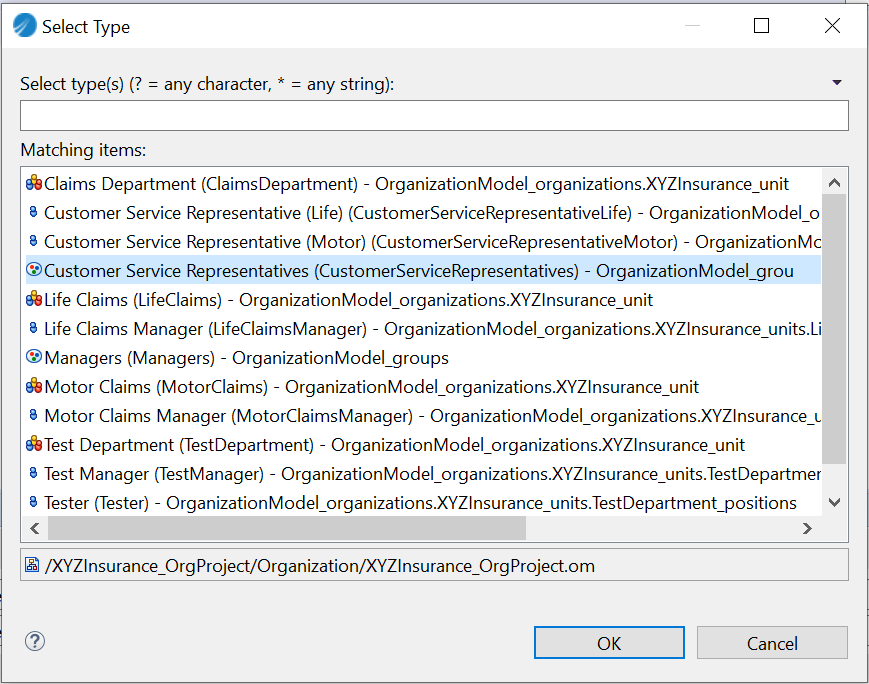 Select Type
Select type(s) (? = any character, * = any string):
Matching items:
Claims Department (ClaimsDepartment) - OrganizationModel_organizations.XYZInsurance_unit
Customer Service Representative (Life) (CustomerServiceRepresentativeLife) - OrganizationModel_o
Customer Service Representative (Motor) (CustomerServiceRepresentativeMotor) - OrganizationMo
Customer Service Representatives (CustomerServiceRepresentatives) - OrganizationModel_grou
Life Claims (LifeClaims) - OrganizationModel_organizations.XYZInsurance_unit
Life Claims Manager (LifeClaimsManager) - OrganizationModel_organizations.XYZInsurance_units.Li
Managers (Managers) - OrganizationModel_groups
Motor Claims (MotorClaims) - OrganizationModel_organizations.XYZInsurance_unit
Motor Claims Manager (MotorClaimsManager) - OrganizationModel_organizations.XYZInsurance_u
Test Department (TestDepartment) - OrganizationModel_organizations.XYZInsurance_unit
Test Manager (TestManager) - OrganizationModel_organizations.XYZInsurance_units.TestDepartmer
Tester (Tester) - OrganizationModel_organizations.XYZInsurance_units.TestDepartment_positions
/XYZInsurance_OrgProject/Organization/XYZInsurance_OrgProject.om
? OK Cancel